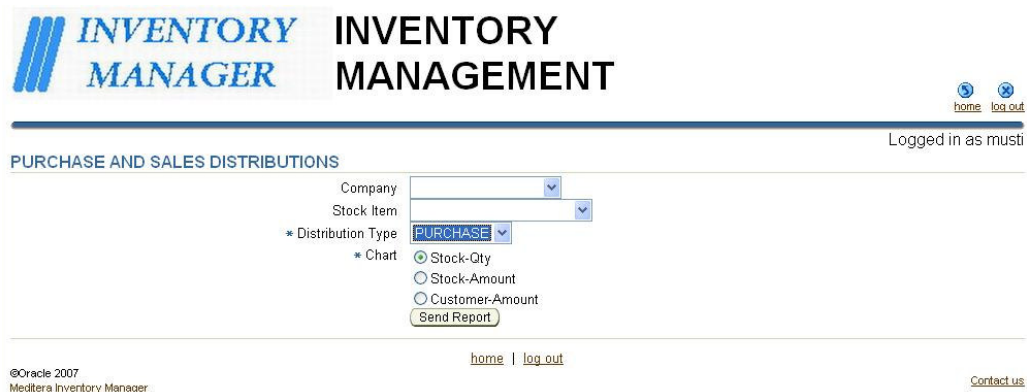 INVENTORY MANAGER
INVENTORY MANAGEMENT
home log out
Logged in as musti
PURCHASE AND SALES DISTRIBUTIONS
Company
Stock Item
* Distribution Type PURCHASE
* Chart Stock-Qty
Stock-Amount
Customer-Amount
Send Report
home | log out
©Oracle 2007
Meditera Inventory Manager
Contact us